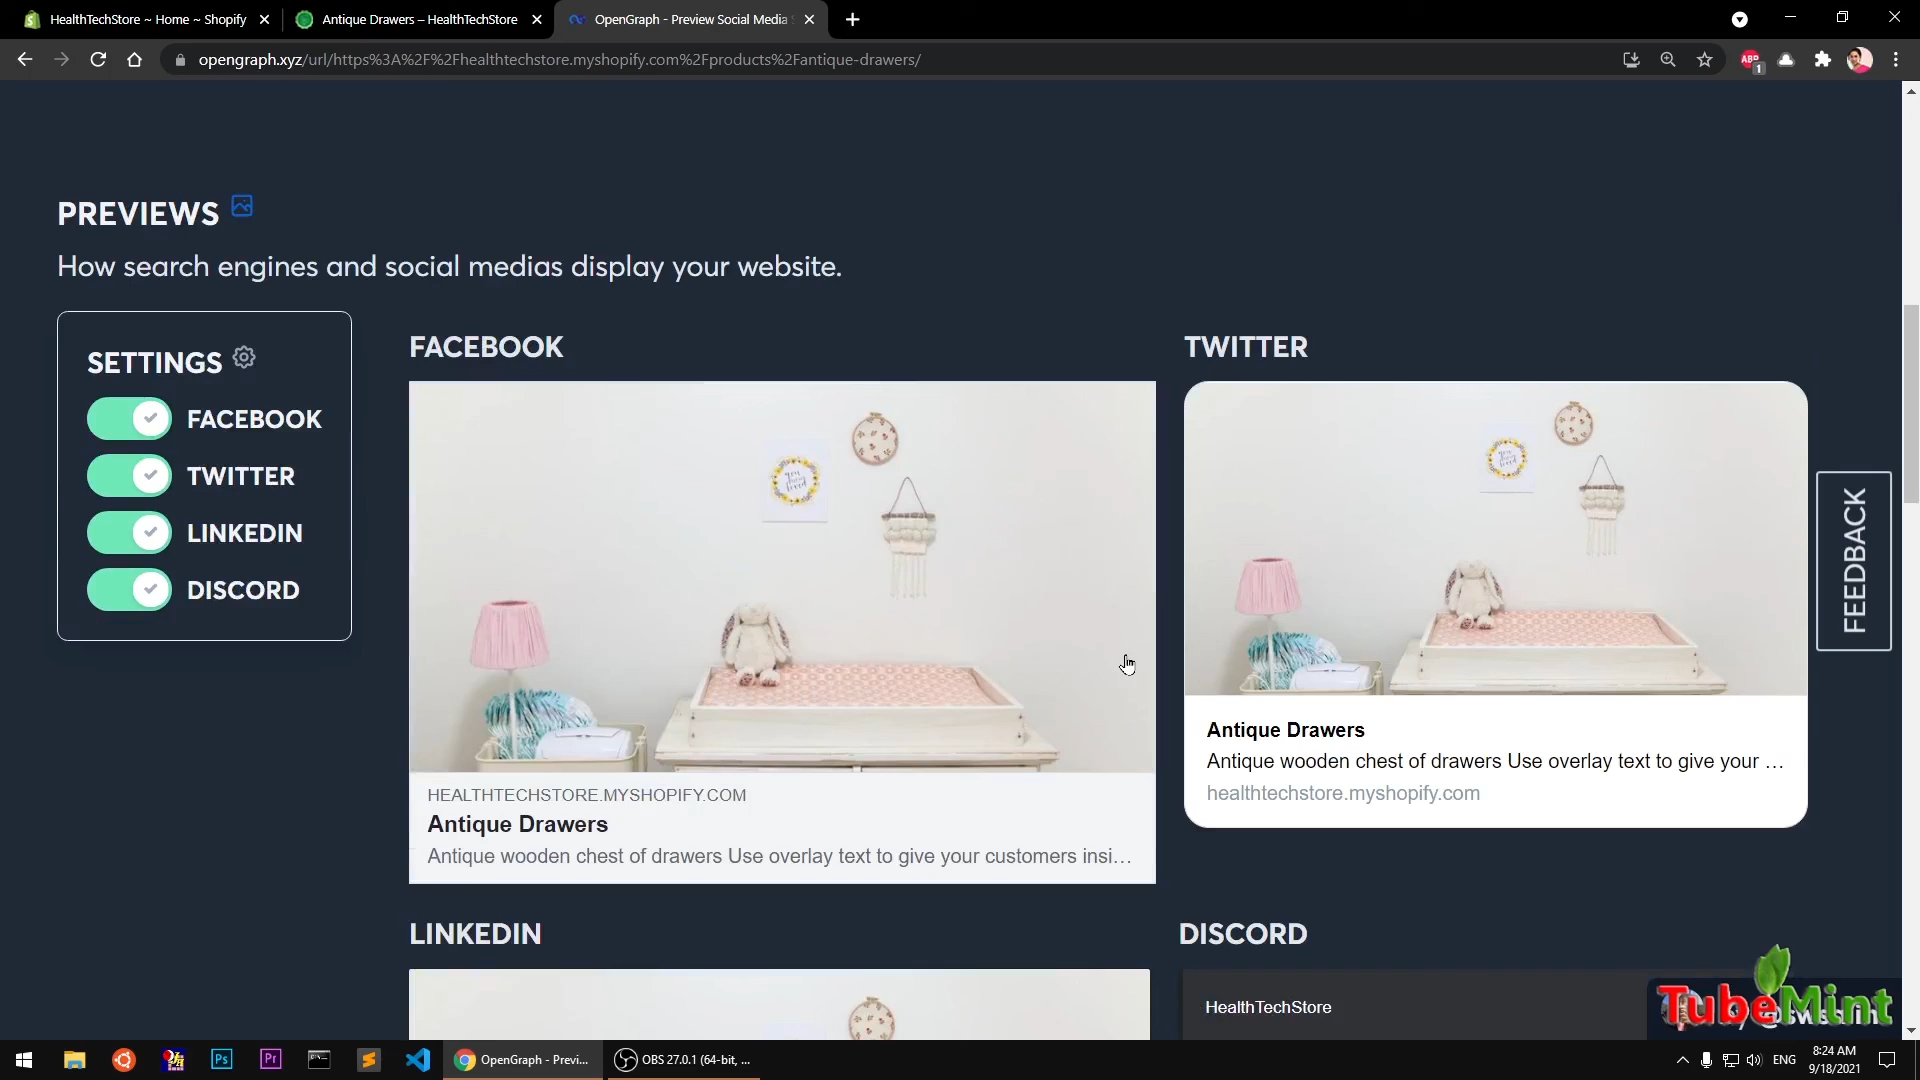 HealthTechStore ~ Home ~ Shopify
Antique Drawers – HealthTechStore
OpenGraph - Preview Social Media
opengraph.xyz/url/https%3A%2F%2Fhealthtechstore.myshopify.com%2Fproducts%2Fantique-drawers/
ABP
1
PREVIEWS
How search engines and social medias display your website.
SETTINGS
FACEBOOK
TWITTER
LINKEDIN
DISCORD
FACEBOOK
HEALTHTECHSTORE.MYSHOPIFY.COM
Antique Drawers
Antique wooden chest of drawers Use overlay text to give your customers insi...
TWITTER
Antique Drawers
Antique wooden chest of drawers Use overlay text to give your ...
healthtechstore.myshopify.com
FEEDBACK
LINKEDIN
DISCORD
HealthTechStore
TubeMint
Ps
Pr
OpenGraph - Previ...
OBS 27.0.1 (64-bit, ...
ENG
8:24 AM
9/18/2021